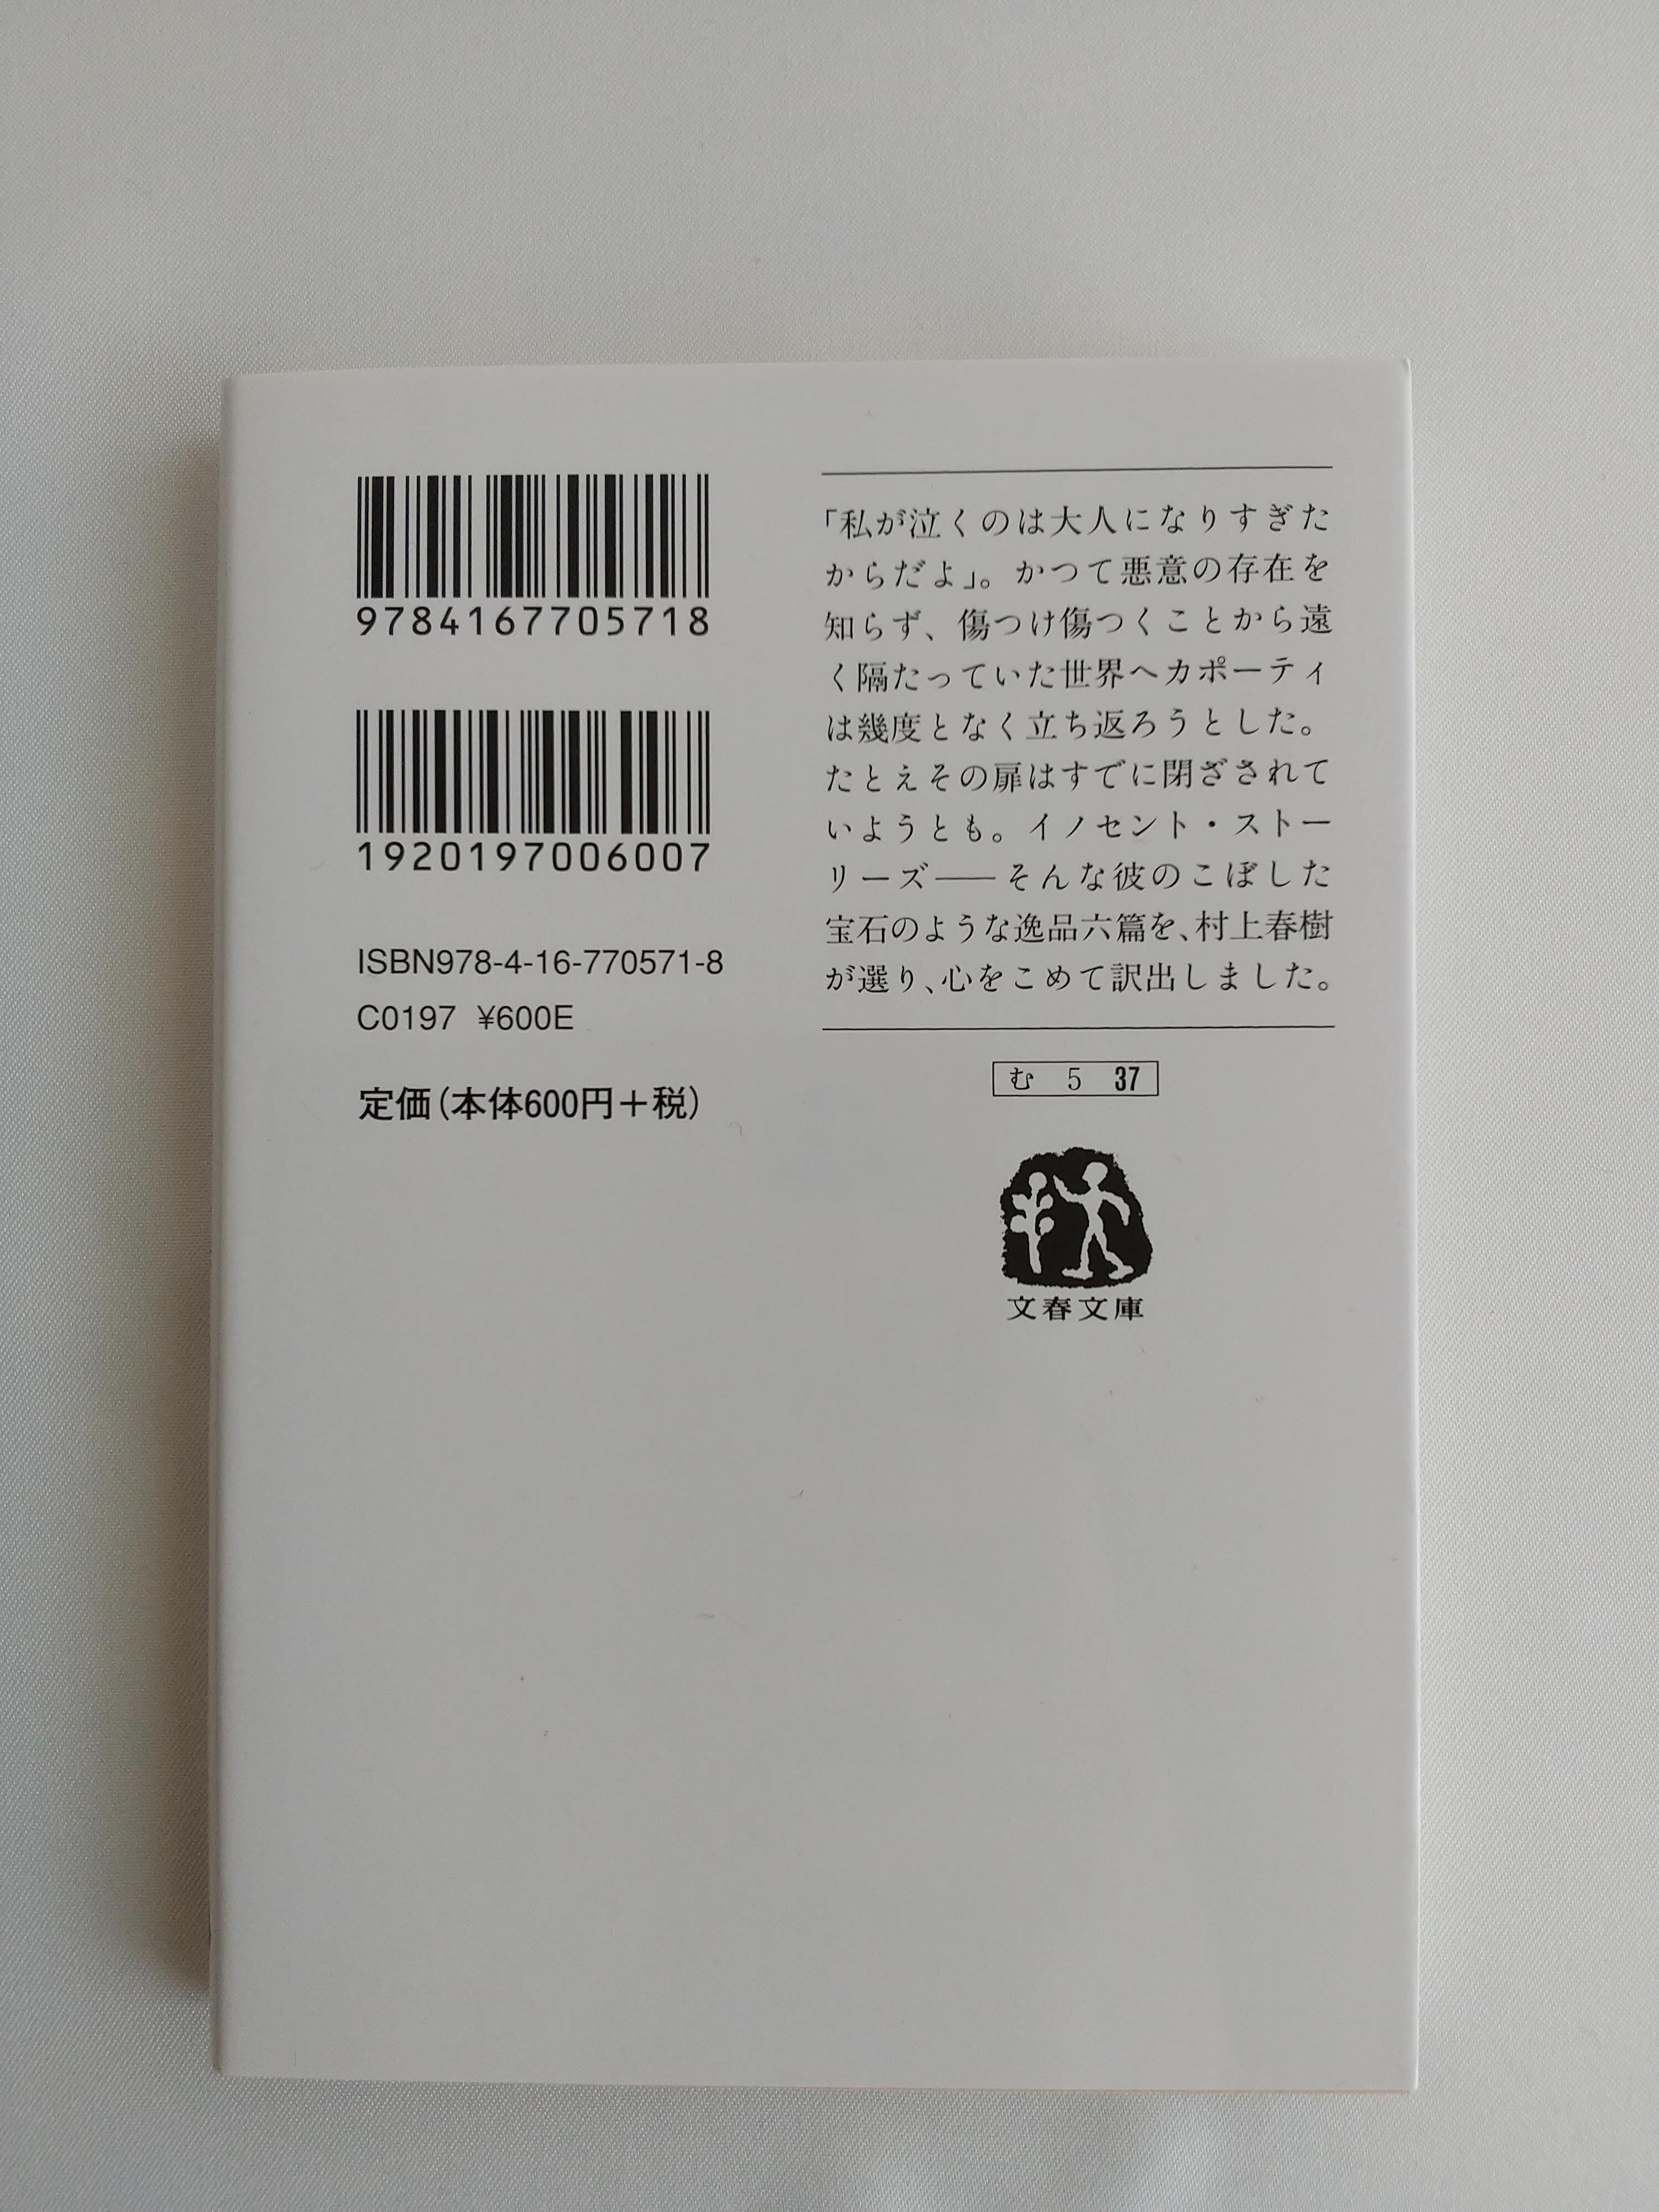 9784167705718
1920197006007
ISBN978-4-16-770571-8
C0197 ¥600E
定価(本体600円+税)
「私が泣くのは大人になりすぎた
からだよ」。かつて悪意の存在を
知らず、傷つけ傷つくことから遠
く隔たっていた世界へカポーティ
は幾度となく立ち返ろうとした。
たとえその扉はすでに閉ざされて
いようとも。イノセント・ストー
リーズ――そんな彼のこぼした
宝石のような逸品六篇を、村上春樹
が選り、心をこめて訳出しました。
む 5 37
文春文庫